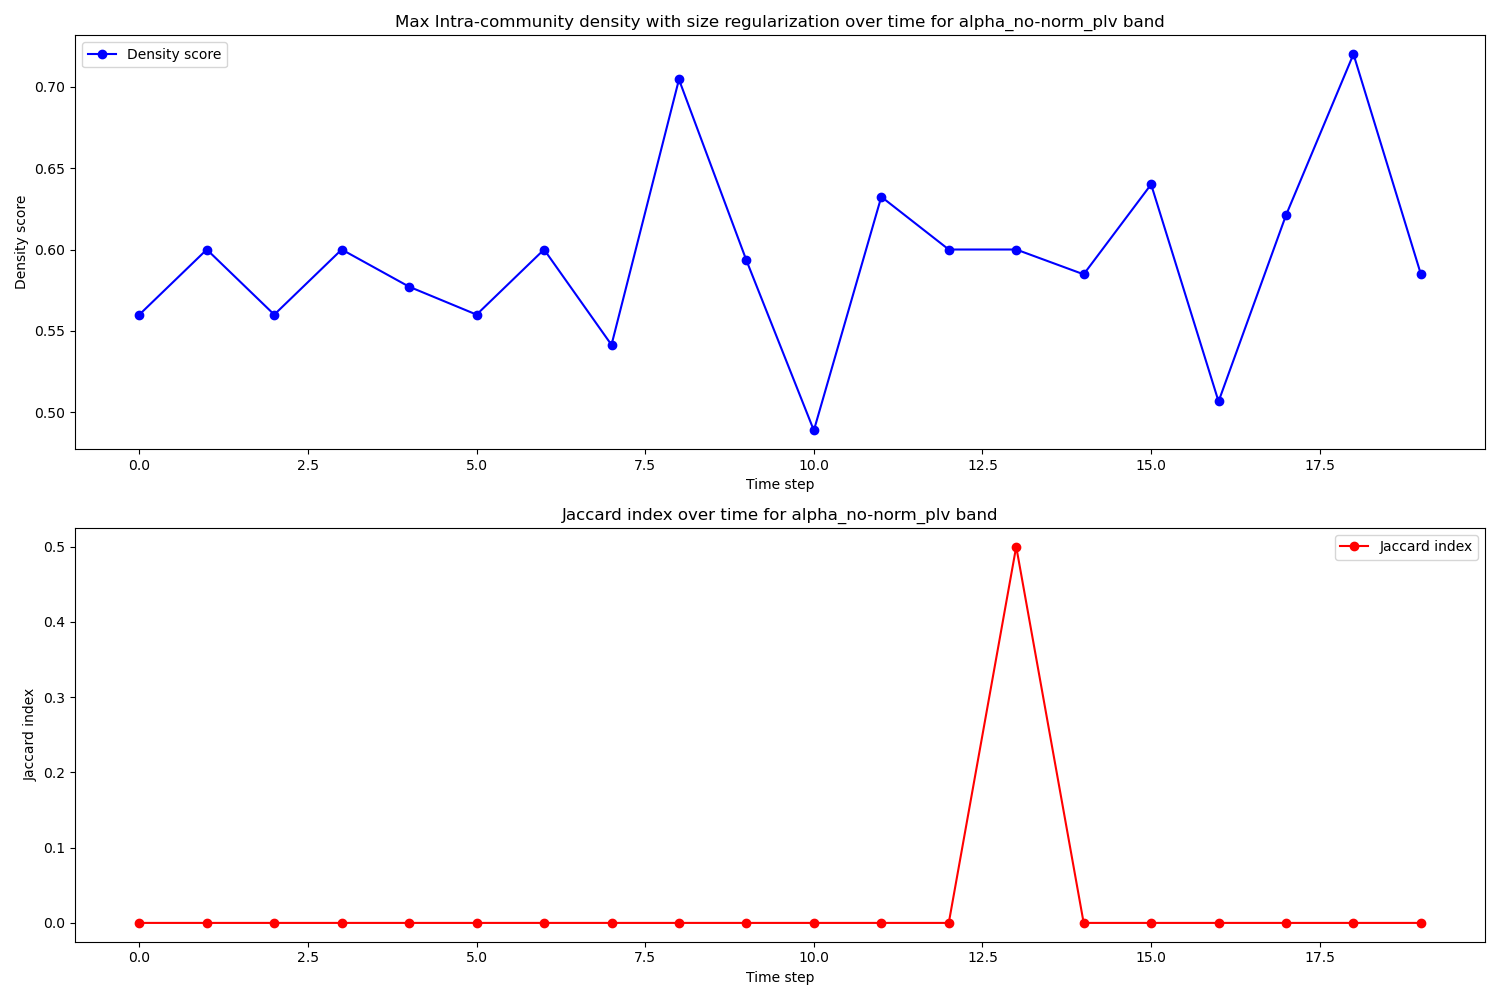 Max Intra-community density with size regularization over time for alpha_no-norm_plv band
Density score
0.70
0.65
0.60
0.55
0.50
Density score
0.0 2.5 5.0 7.5 10.0 12.5 15.0 17.5
Time step
Jaccard index over time for alpha_no-norm_plv band
Jaccard index
0.5
0.4
0.3
0.2
0.1
0.0
Jaccard index
0.0 2.5 5.0 7.5 10.0 12.5 15.0 17.5
Time step